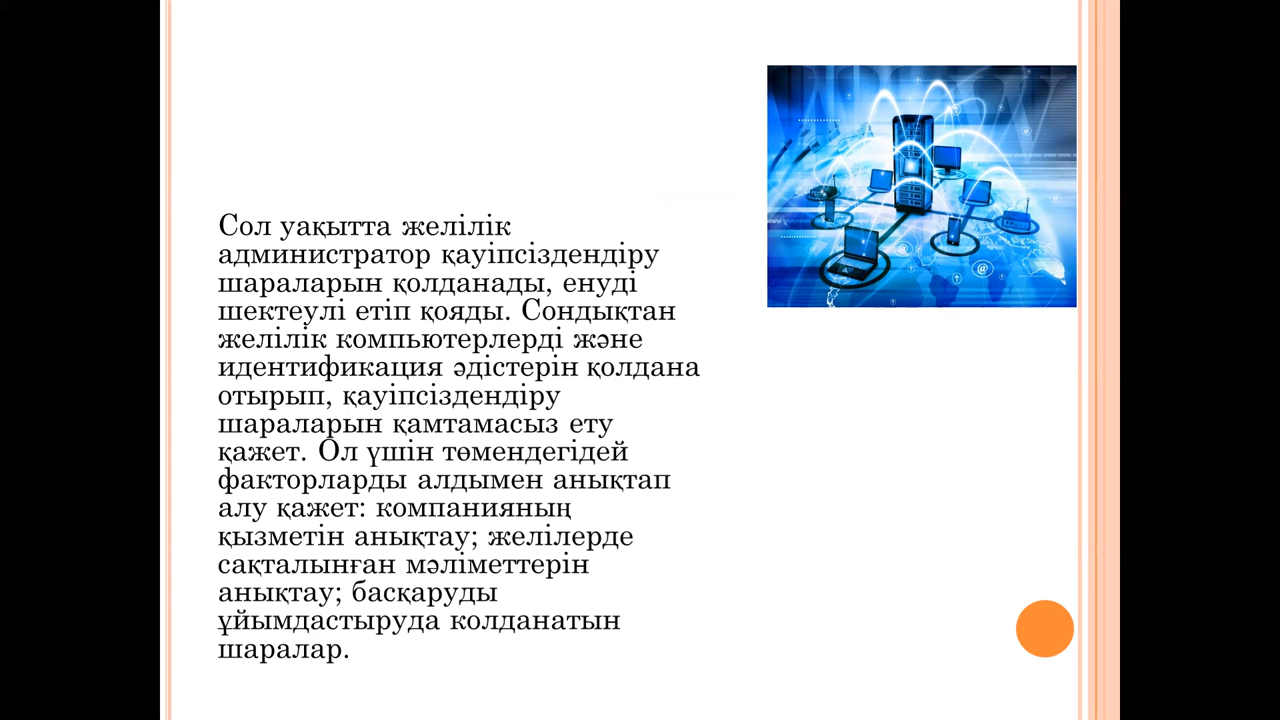 Сол уақытта желілік
администратор қауіпсіздендіру
шараларын қолданады, енуді
шектеулі етіп қояды. Сондықтан
желілік компьютерлерді және
идентификация әдістерін қолдана
отырып, қауіпсіздендіру
шараларын қамтамасыз ету
қажет. Ол үшін төмендегідей
факторларды алдымен анықтап
алу қажет: компанияның
қызметін анықтау; желілерде
сақталынған мәліметтерін
анықтау; басқаруды
ұйымдастыруда колданатын
шаралар.